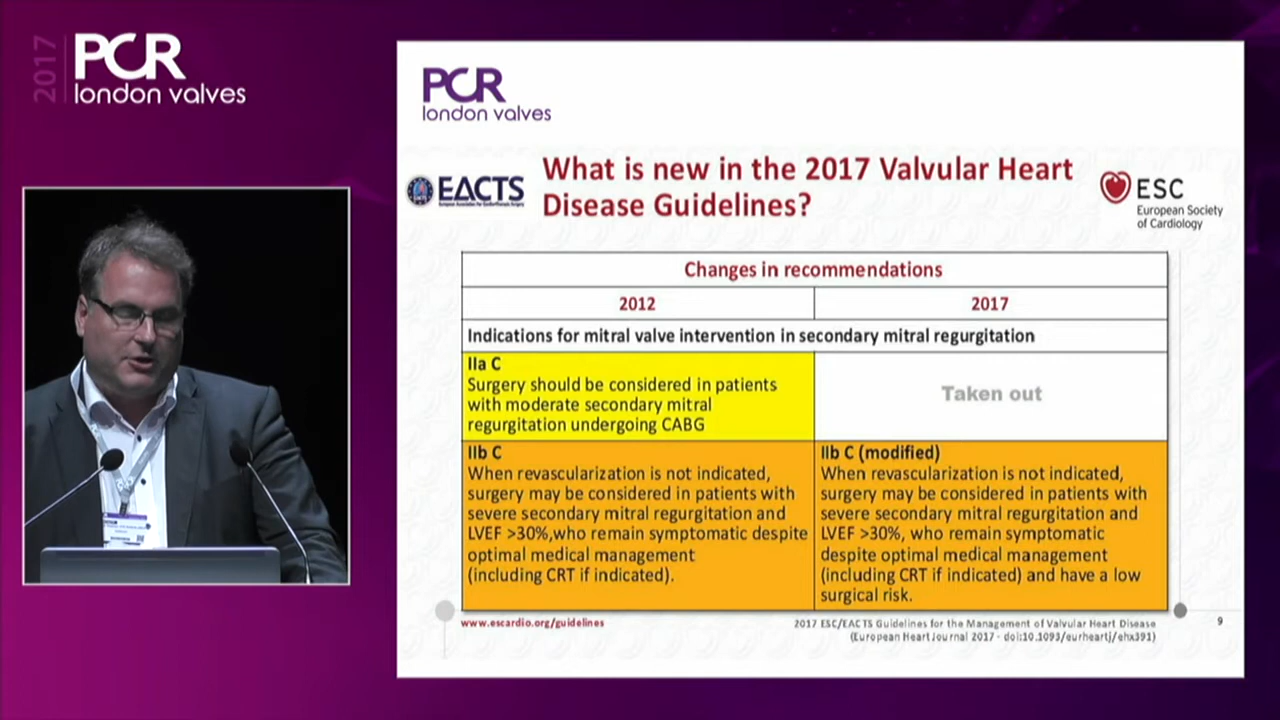 2017
PCR
london valves
PCR
london valves
EACTS
What is new in the 2017 Valvular Heart
Disease Guidelines?
ESC
European Society
of Cardiology
Changes in recommendations
2012
2017
Indications for mitral valve intervention in secondary mitral regurgitation
IIa C
Surgery should be considered in patients
with moderate secondary mitral
regurgitation undergoing CABG
Taken out
IIb C
When revascularization is not indicated,
surgery may be considered in patients with
severe secondary mitral regurgitation and
LVEF >30%,who remain symptomatic despite
optimal medical management
(including CRT if indicated).
IIb C (modified)
When revascularization is not indicated,
surgery may be considered in patients with
severe secondary mitral regurgitation and
LVEF >30%, who remain symptomatic
despite optimal medical management
(including CRT if indicated) and have a low
surgical risk.
www.escardio.org/guidelines
2017 ESC/EACTS Guidelines for the Management of Valvular Heart Disease
(European Heart Journal 2017 - doi:10.1093/eurheartj/ehx391)
9